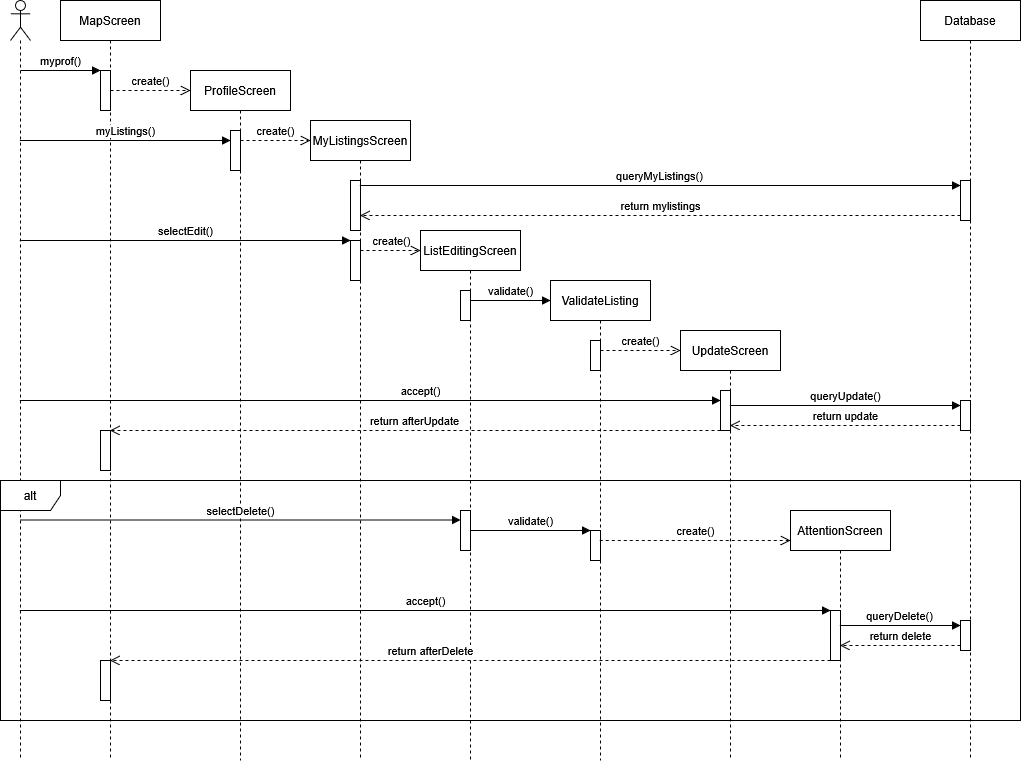 MapScreen
Database
myprof()
create()
ProfileScreen
myListings()
create()
MyListingsScreen
queryMyListings()
return mylistings
selectEdit()
create()
ListEditingScreen
validate()
ValidateListing
create()
UpdateScreen
accept()
queryUpdate()
return afterUpdate
return update
alt
selectDelete()
validate()
create()
AttentionScreen
accept()
queryDelete()
return delete
return afterDelete